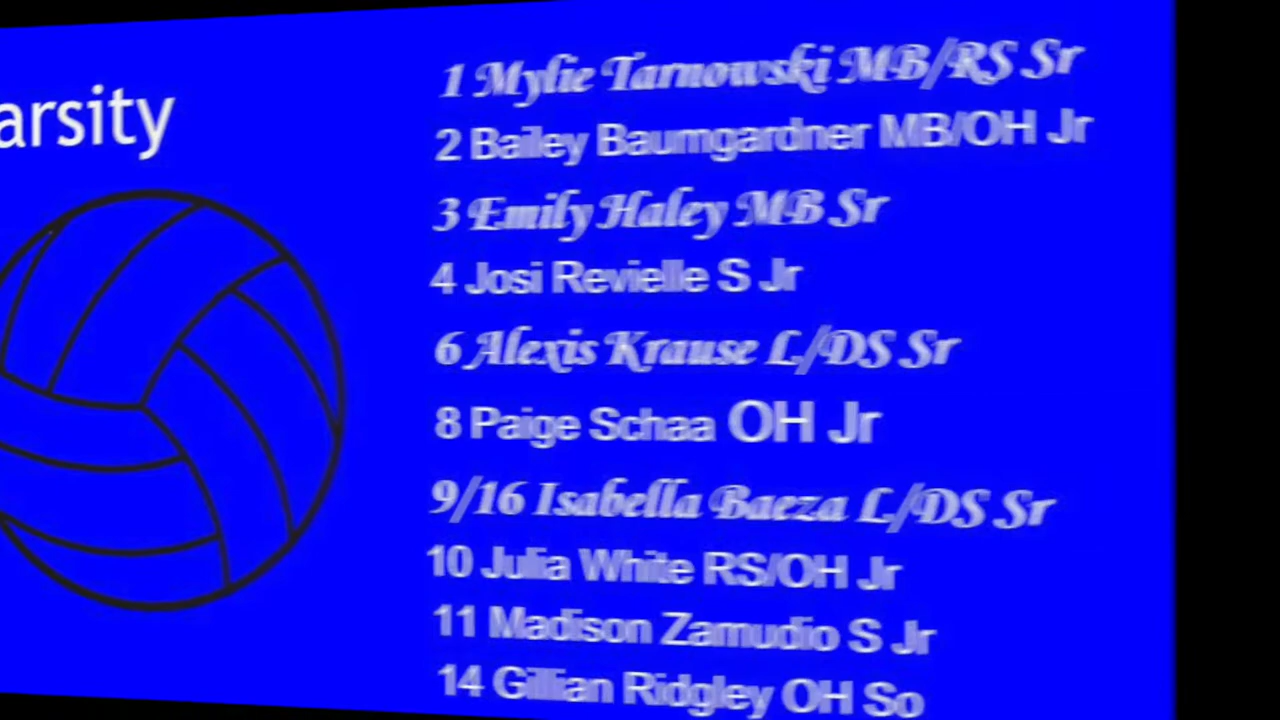 arsity
1 Mylie Tarnowski MB/RS Sr
2 Bailey Baumgardner MB/OH Jr
3 Emily Haley MB Sr
4 Josi Revielle S Jr
6 Alexis Krause L/DS Sr
8 Paige Schaa OH Jr
9/16 Isabella Baeza L/DS Sr
10 Julia White RS/OH Jr
11 Madison Zamudio S Jr
14 Gillian Ridgley OH So